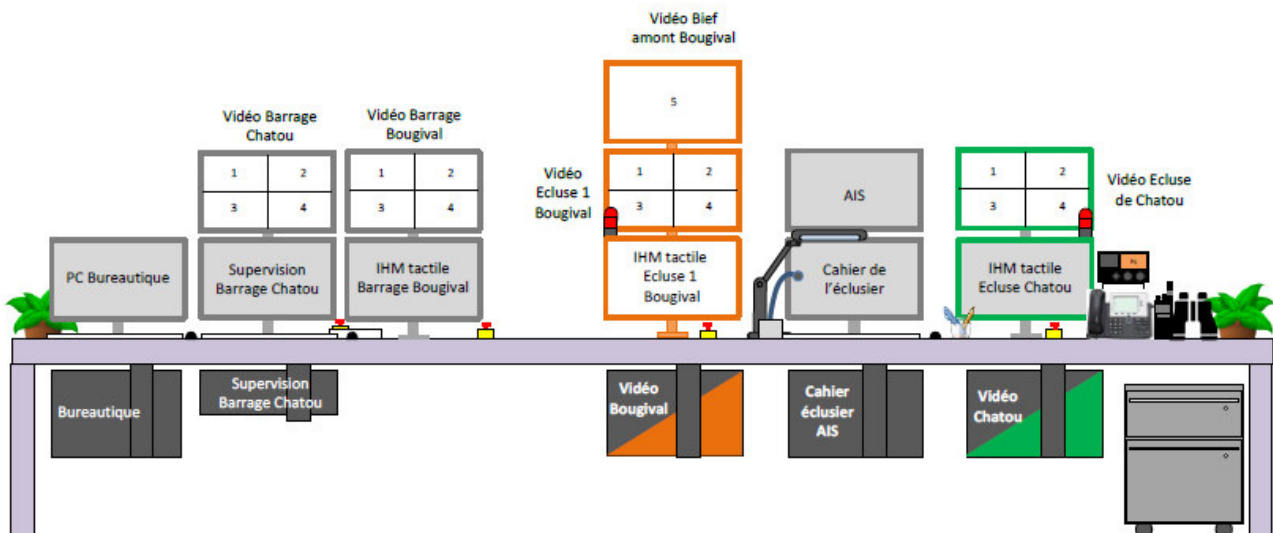 Vidéo Bief
amont Bougival
5
Vidéo Barrage
Chatou
1 2
3 4
Vidéo Barrage
Bougival
1 2
3 4
Vidéo
Ecluse 1
Bougival
1 2
3 4
AIS
1 2
3 4
Vidéo Ecluse
de Chatou
PC Bureautique
Supervision
Barrage Chatou
IHM tactile
Barrage Bougival
IHM tactile
Ecluse 1
Bougival
Cahier de
l'éclusier
IHM tactile
Ecluse Chatou
Bureautique
Supervision
Barrage Chatou
Vidéo
Bougival
Cahier
éclusier
AIS
Vidéo
Chatou